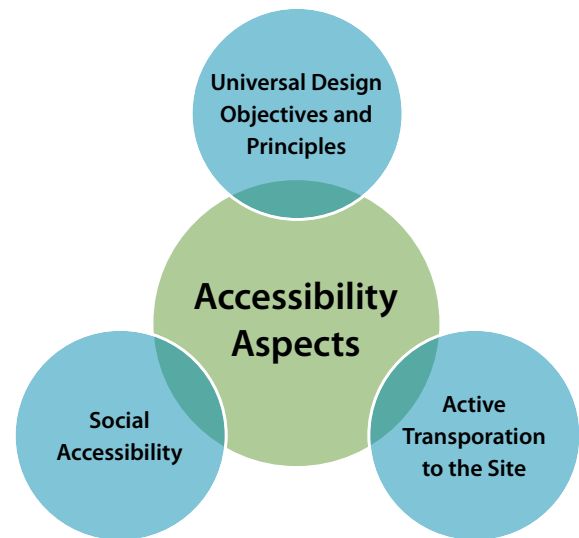 Universal Design
Objectives and
Principles
Accessibility
Aspects
Social
Accessibility
Active
Transporation
to the Site